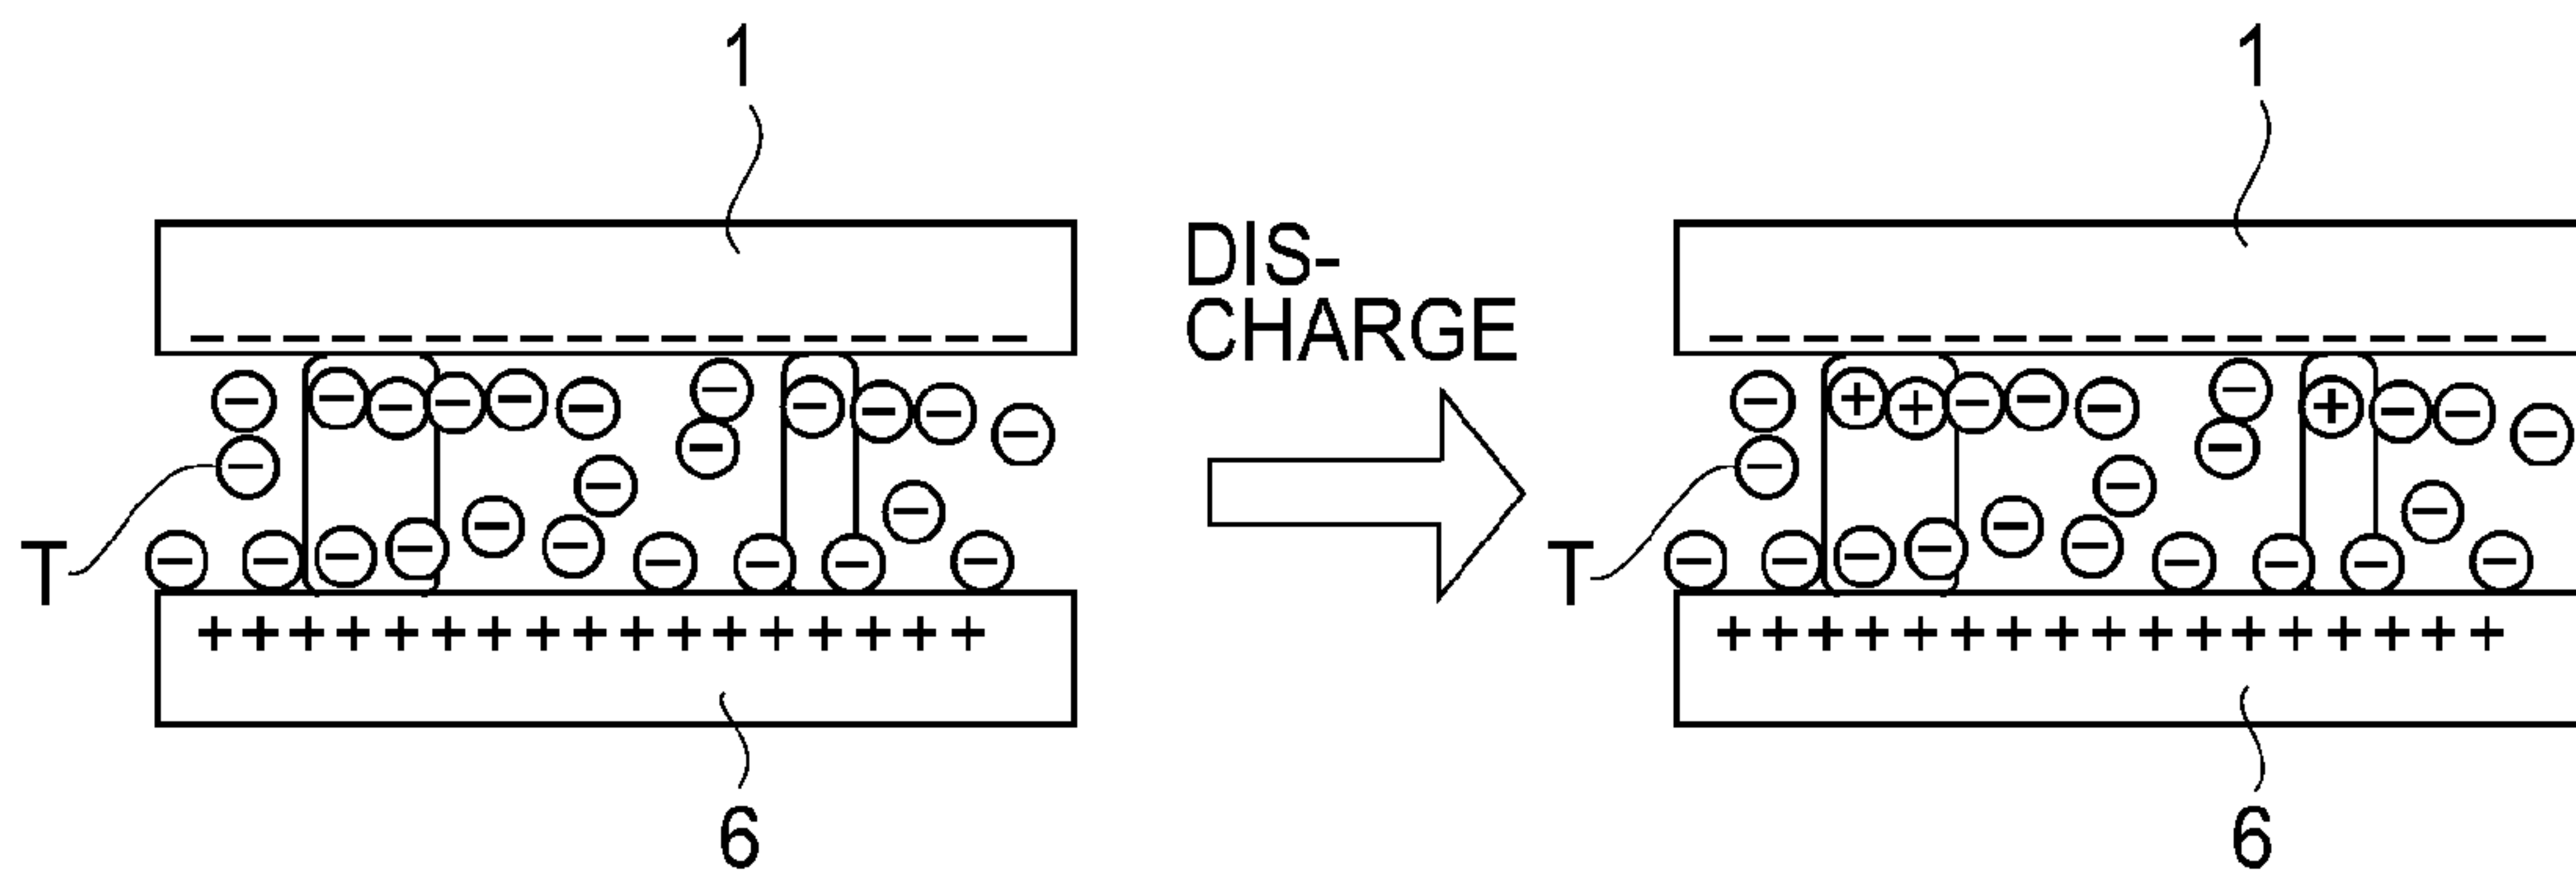 1
1
DIS-
CHARGE
− − − − − − − − − − − − − − − − − −
− − − − − − − − − − − − − − − − − −
T
T
+ + + + + + + + + + + + + + + + +
+ + + + + + + + + + + + + + + + +
6
6